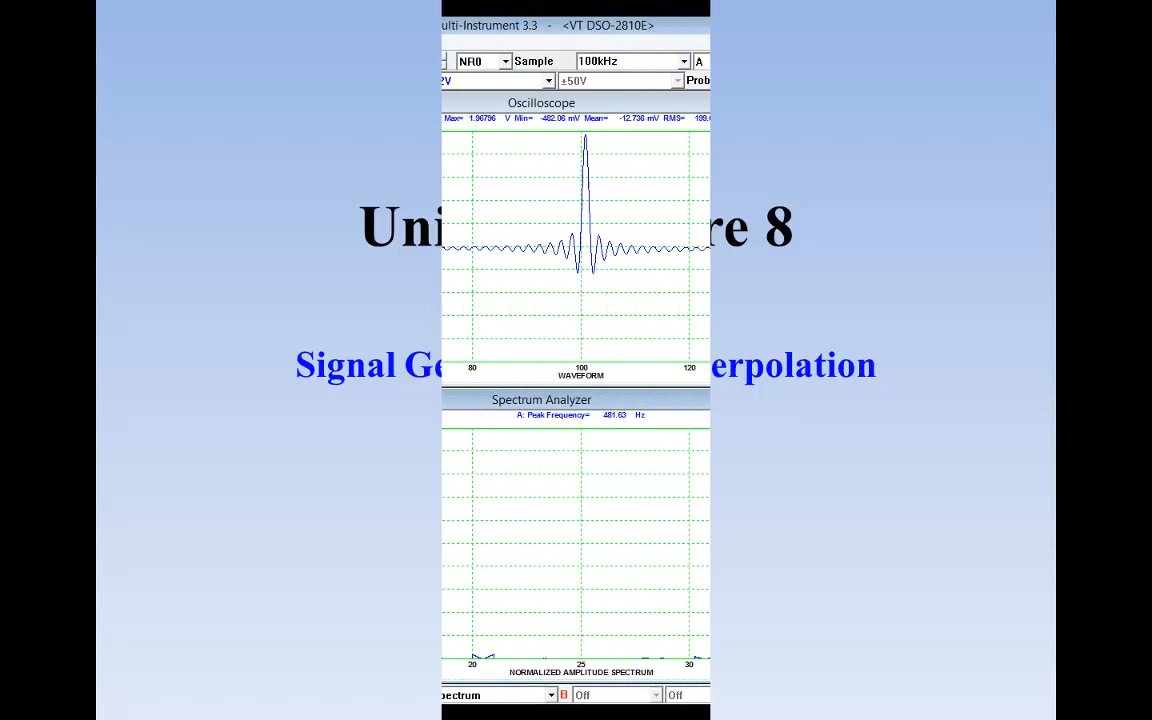 ulti-Instrument 3.3 - <VT DSO-2810E>
NR0 Sample 100kHz A
2V ±50V Prob
Oscilloscope
Max= 1.96796 V Min= -482.06 mV Mean= -12.736 mV RMS= 199.
Uni re 8
Signal Ge erpolation
80 100 120
WAVEFORM
Spectrum Analyzer
A: Peak Frequency= 481.63 Hz
20 25 30
NORMALIZED AMPLITUDE SPECTRUM
pectrum B Off Off